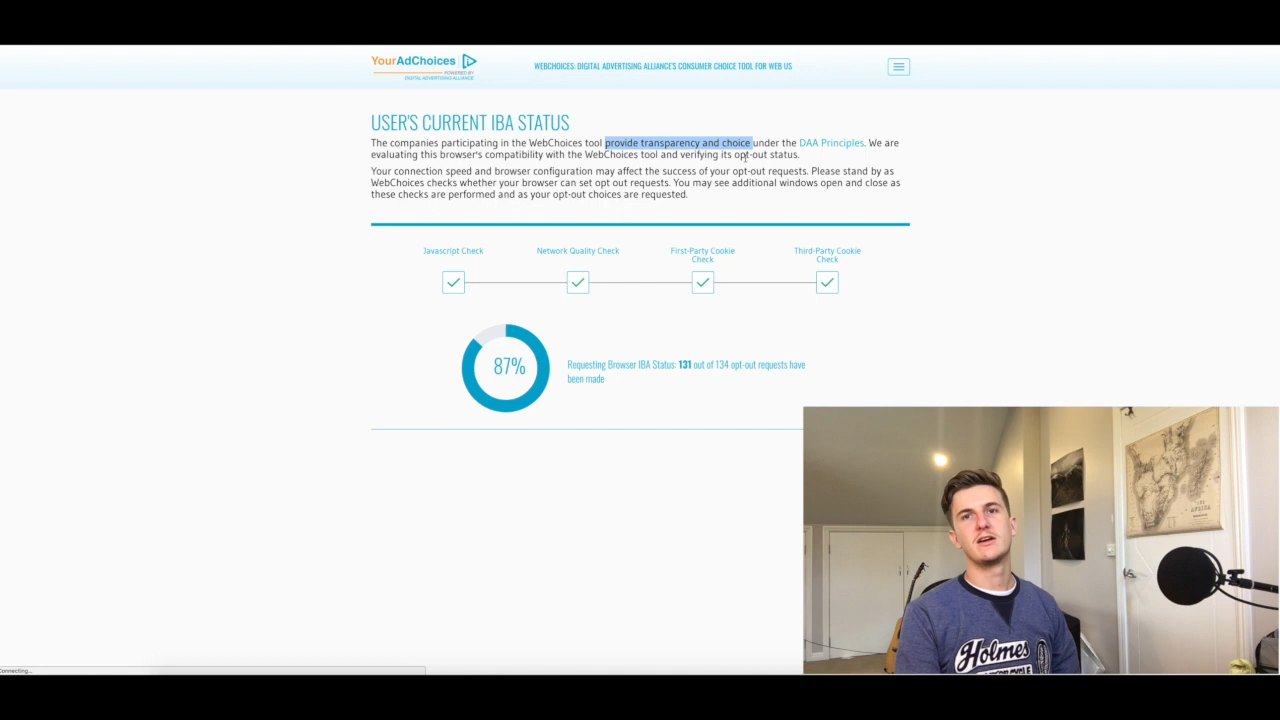 YourAdChoices
POWERED BY
DIGITAL ADVERTISING ALLIANCE
WEBCHOICES: DIGITAL ADVERTISING ALLIANCE'S CONSUMER CHOICE TOOL FOR WEB US
USER'S CURRENT IBA STATUS
The companies participating in the WebChoices tool provide transparency and choice under the DAA Principles. We are
evaluating this browser's compatibility with the WebChoices tool and verifying its opt-out status.
Your connection speed and browser configuration may affect the success of your opt-out requests. Please stand by as
WebChoices checks whether your browser can set opt out requests. You may see additional windows open and close as
these checks are performed and as your opt-out choices are requested.
Javascript Check
Network Quality Check
First-Party Cookie
Check
Third-Party Cookie
Check
87%
Requesting Browser IBA Status: 131 out of 134 opt-out requests have
been made
AFRICA
Holmes
Connecting...